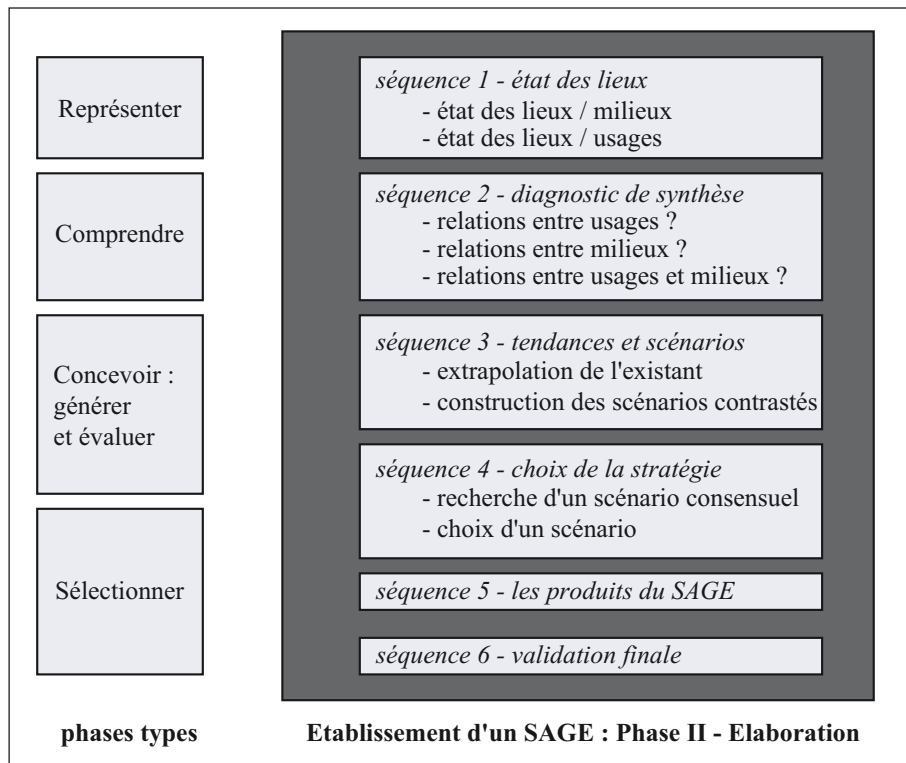 Représenter
séquence 1 - état des lieux
- état des lieux / milieux
- état des lieux / usages
Comprendre
séquence 2 - diagnostic de synthèse
- relations entre usages ?
- relations entre milieux ?
- relations entre usages et milieux ?
Concevoir :
générer
et évaluer
séquence 3 - tendances et scénarios
- extrapolation de l'existant
- construction des scénarios contrastés
séquence 4 - choix de la stratégie
- recherche d'un scénario consensuel
- choix d'un scénario
Sélectionner
séquence 5 - les produits du SAGE
séquence 6 - validation finale
phases types
Etablissement d'un SAGE : Phase II - Elaboration